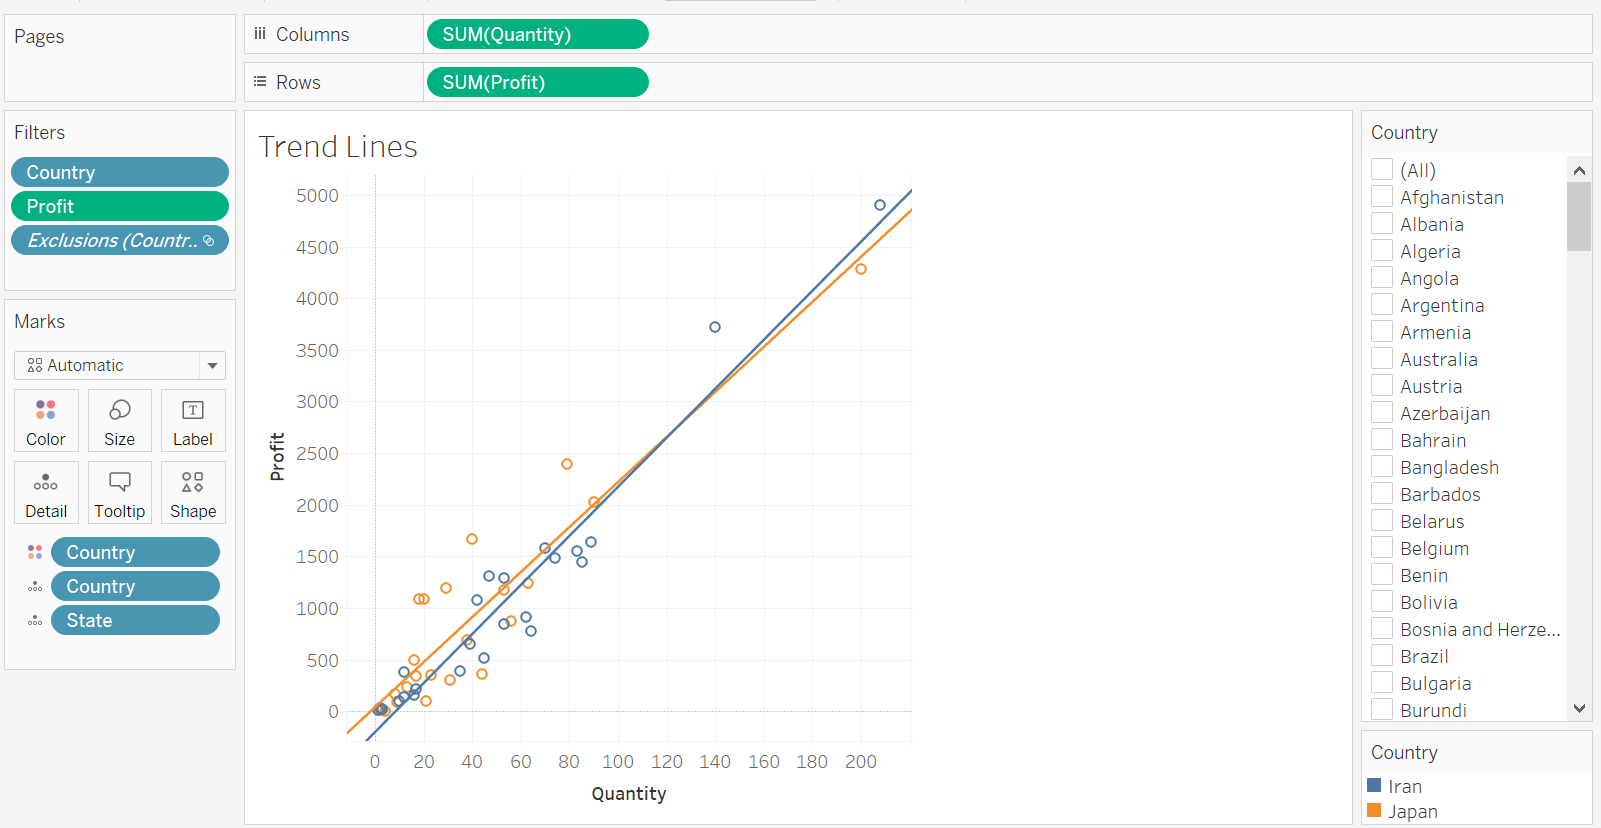 Pages
Columns
SUM(Quantity)
Rows
SUM(Profit)
Filters
Country
Profit
Exclusions (Countr..
Marks
Automatic
Color
Size
Label
Detail
Tooltip
Shape
Country
Country
State
Trend Lines
5000
4500
4000
3500
3000
2500
2000
1500
1000
500
0
Profit
0 20 40 60 80 100 120 140 160 180 200
Quantity
Country
(All)
Afghanistan
Albania
Algeria
Angola
Argentina
Armenia
Australia
Austria
Azerbaijan
Bahrain
Bangladesh
Barbados
Belarus
Belgium
Benin
Bolivia
Bosnia and Herze...
Brazil
Bulgaria
Burundi
Country
Iran
Japan